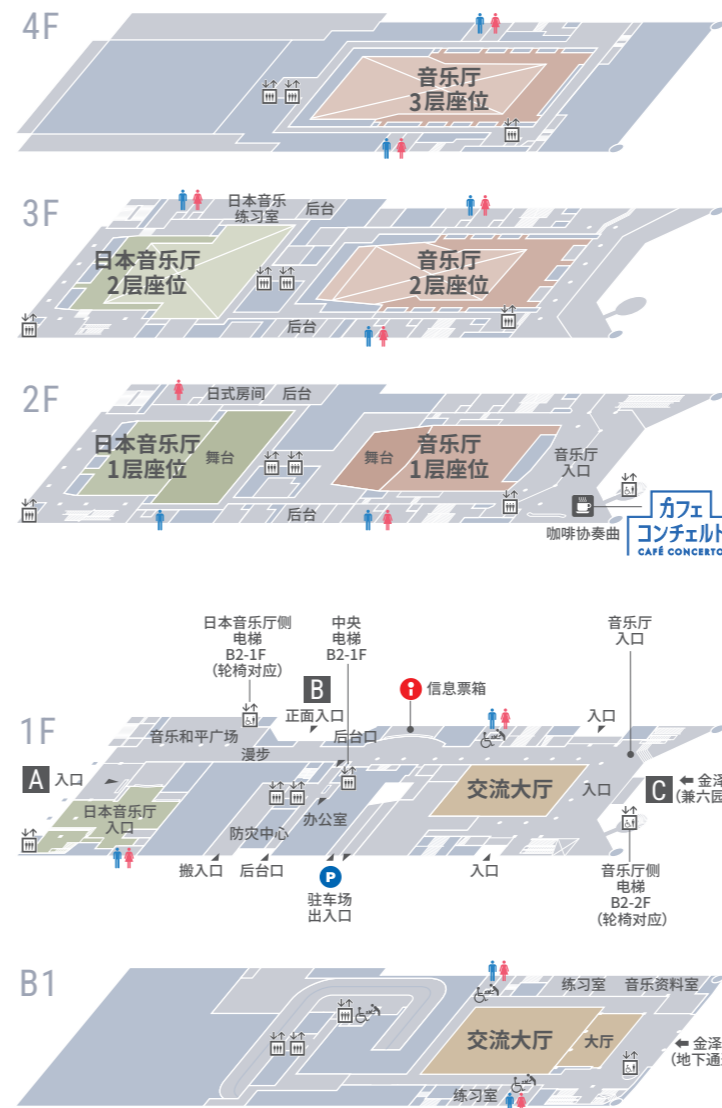 4F
音乐厅
3层座位
3F
日本音乐
练习室
后台
日本音乐厅
2层座位
音乐厅
2层座位
后台
2F
日式房间
后台
日本音乐厅
1层座位
舞台
舞台
音乐厅
1层座位
音乐厅
入口
后台
咖啡协奏曲
カフェ
コンチェルト
CAFÉ CONCERTO
日本音乐厅侧
电梯
B2-1F
（轮椅对应）
中央
电梯
B2-1F
音乐厅
入口
B
正面入口
信息票箱
1F
音乐和平广场
后台口
入口
漫步
A 入口
日本音乐厅
入口
交流大厅
入口
C
金泽
（兼六园
办公室
防灾中心
搬入口
后台口
P
驻车场
出入口
入口
音乐厅侧
电梯
B2-2F
（轮椅对应）
B1
练习室
音乐资料室
交流大厅
大厅
金泽
（地下通
练习室